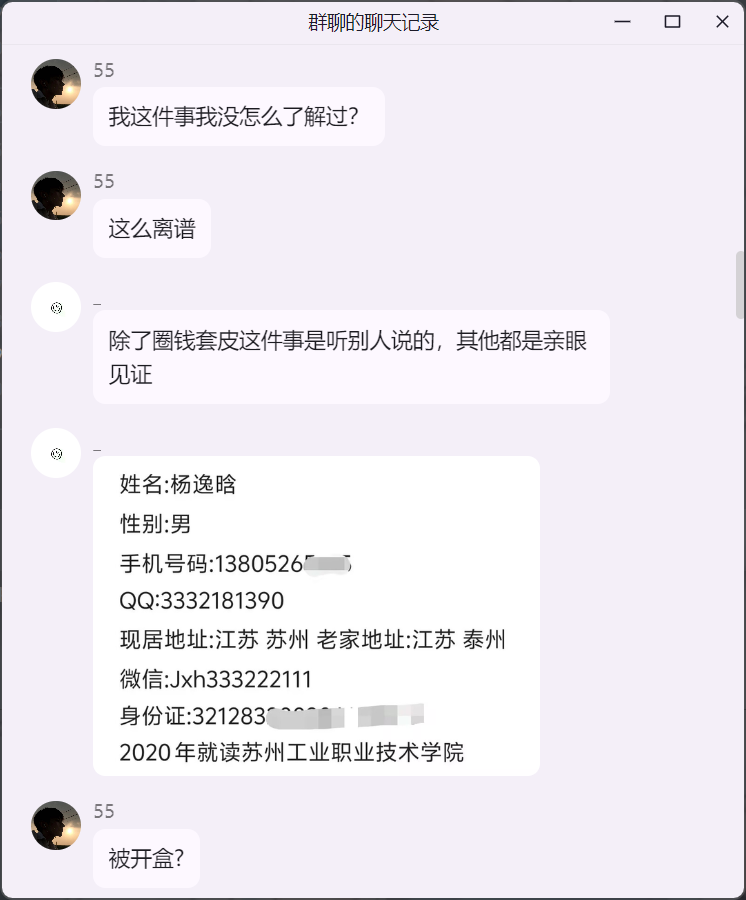 群聊的聊天记录
55
我这件事我没怎么了解过?
55
这么离谱
_
除了圈钱套皮这件事是听别人说的，其他都是亲眼
见证
_
姓名:杨逸晗
性别:男
手机号码:1380526
QQ:3332181390
现居地址:江苏 苏州 老家地址:江苏 泰州
微信:Jxh333222111
身份证:321283
2020年就读苏州工业职业技术学院
55
被开盒?